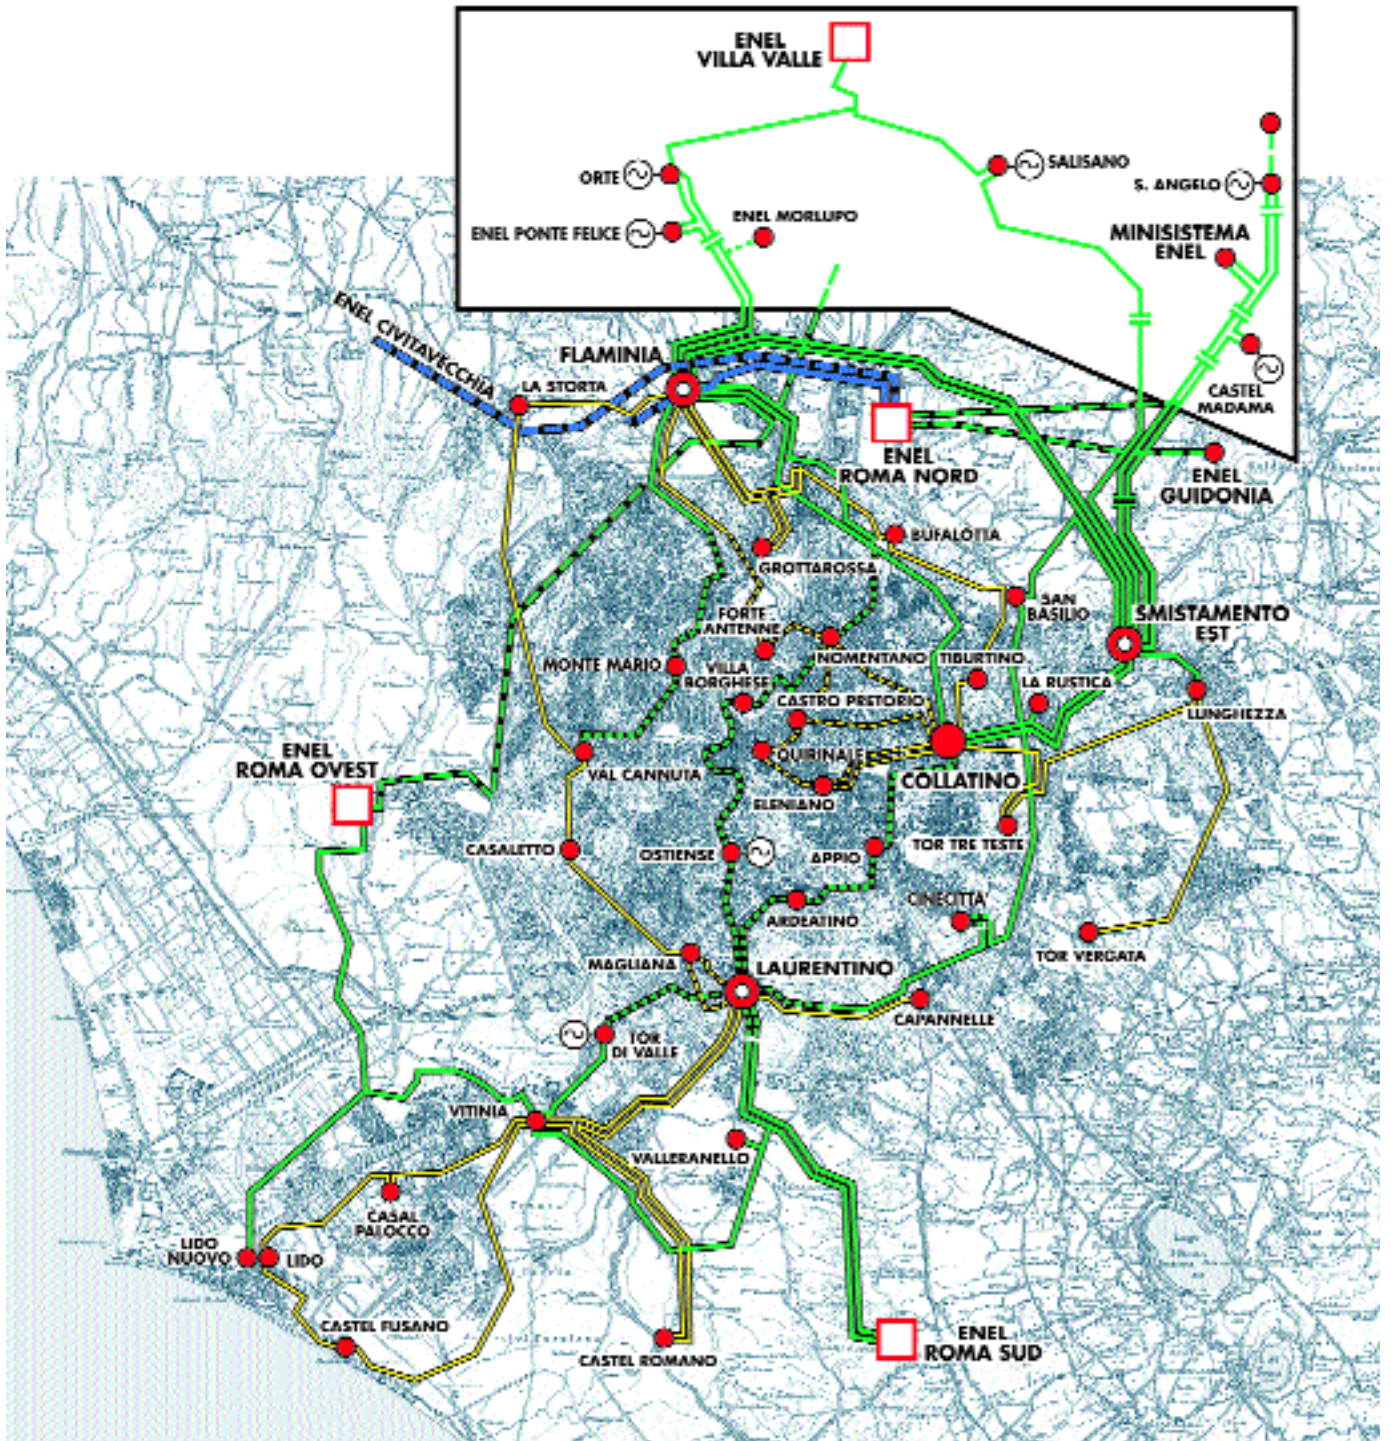 ENEL
VILLA VALLE
ORTE
SALISANO
S. ANGELO
ENEL MORLUPO
ENEL PONTE FELICE
MINISISTEMA
ENEL
ENEL CIVITAVECCHIA
FLAMINIA
LA STORTA
CASTEL
MADAMA
ENEL
ROMA NORD
ENEL
GUIDONIA
BUFALOTTA
GROTTAROSSA
SAN
BASILIO
SMISTAMENTO
EST
FORTE
ANTENNE
NOMENTANO
TIBURTINO
MONTE MARIO
VILLA
BORGHESE
LA RUSTICA
CASTRO PRETORIO
LUNGHEZZA
ENEL
ROMA OVEST
QUIRINALE
VAL CANNUTA
COLLATINO
ELENIANO
CASALETTO
OSTIENSE
APPIO
TOR TRE TESTE
CINECITTA'
ARDEATINO
TOR VERGATA
MAGLIANA
LAURENTINO
CAPANNELLE
TOR
DI VALLE
VITINIA
VALLERANELLO
CASAL
PALOCCO
LIDO
NUOVO
LIDO
CASTEL FUSANO
CASTEL ROMANO
ENEL
ROMA SUD